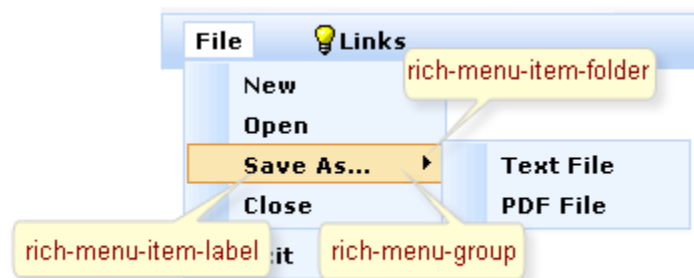 File Links
rich-menu-item-folder
New
Open
Save As... Text File
Close PDF File
rich-menu-item-label rich-menu-group
it